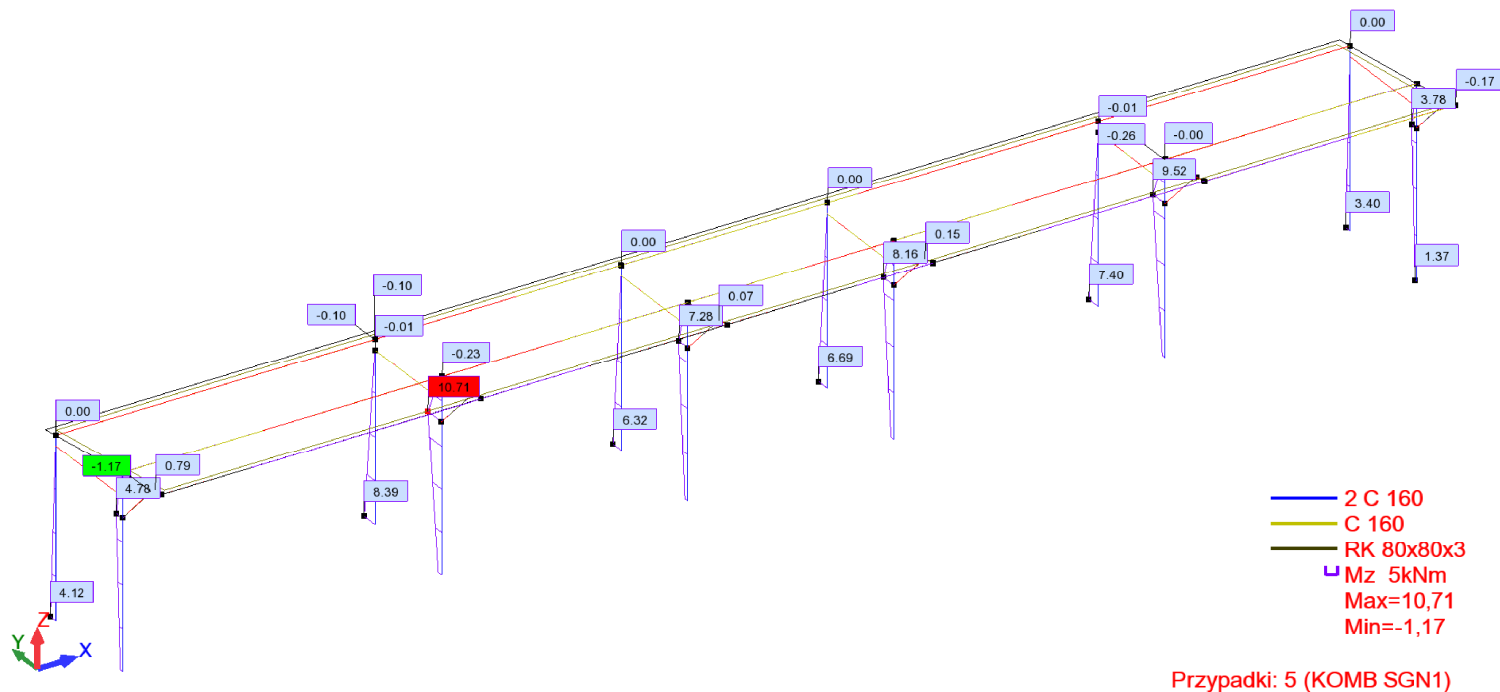 0.00
-0.17
3.78
-0.01
-0.26
-0.00
9.52
0.00
3.40
0.15
8.16
1.37
0.00
7.40
-0.10
0.07
7.28
-0.10
-0.01
6.69
-0.23
10.71
0.00
6.32
-1.17
0.79
4.78
8.39
4.12
2 C 160
C 160
RK 80x80x3
Mz 5kNm
Max=10,71
Min=-1,17
Z
Y
X
Przypadki: 5 (KOMB SGN1)